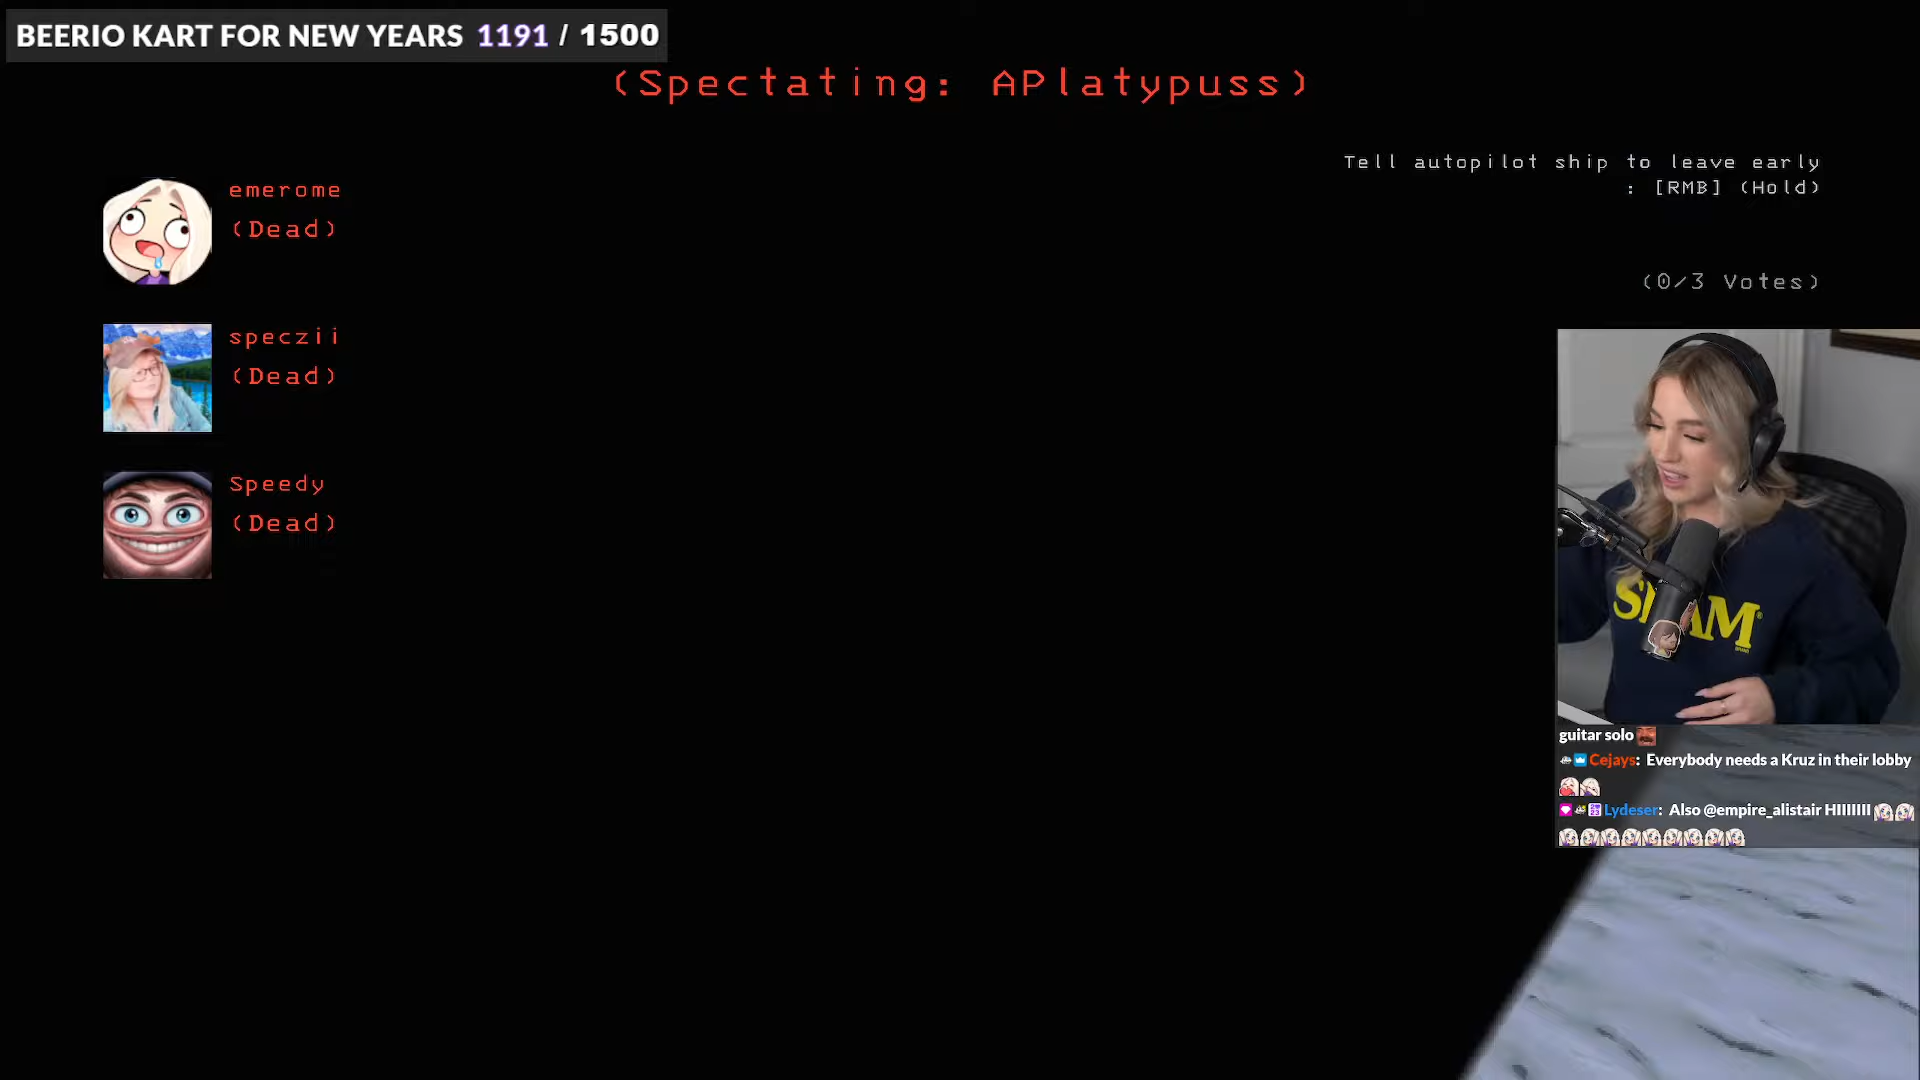 BEERIO KART FOR NEW YEARS 1191 / 1500
(Spectating: APlatypuss)
Tell autopilot ship to leave early
: [RMB] (Hold)
(0/3 Votes)
emerome
(Dead)
speczii
(Dead)
Speedy
(Dead)
guitar solo
Cejays: Everybody needs a Kruz in their lobby
Lydeser: Also @empire_alistair HIIIIIII